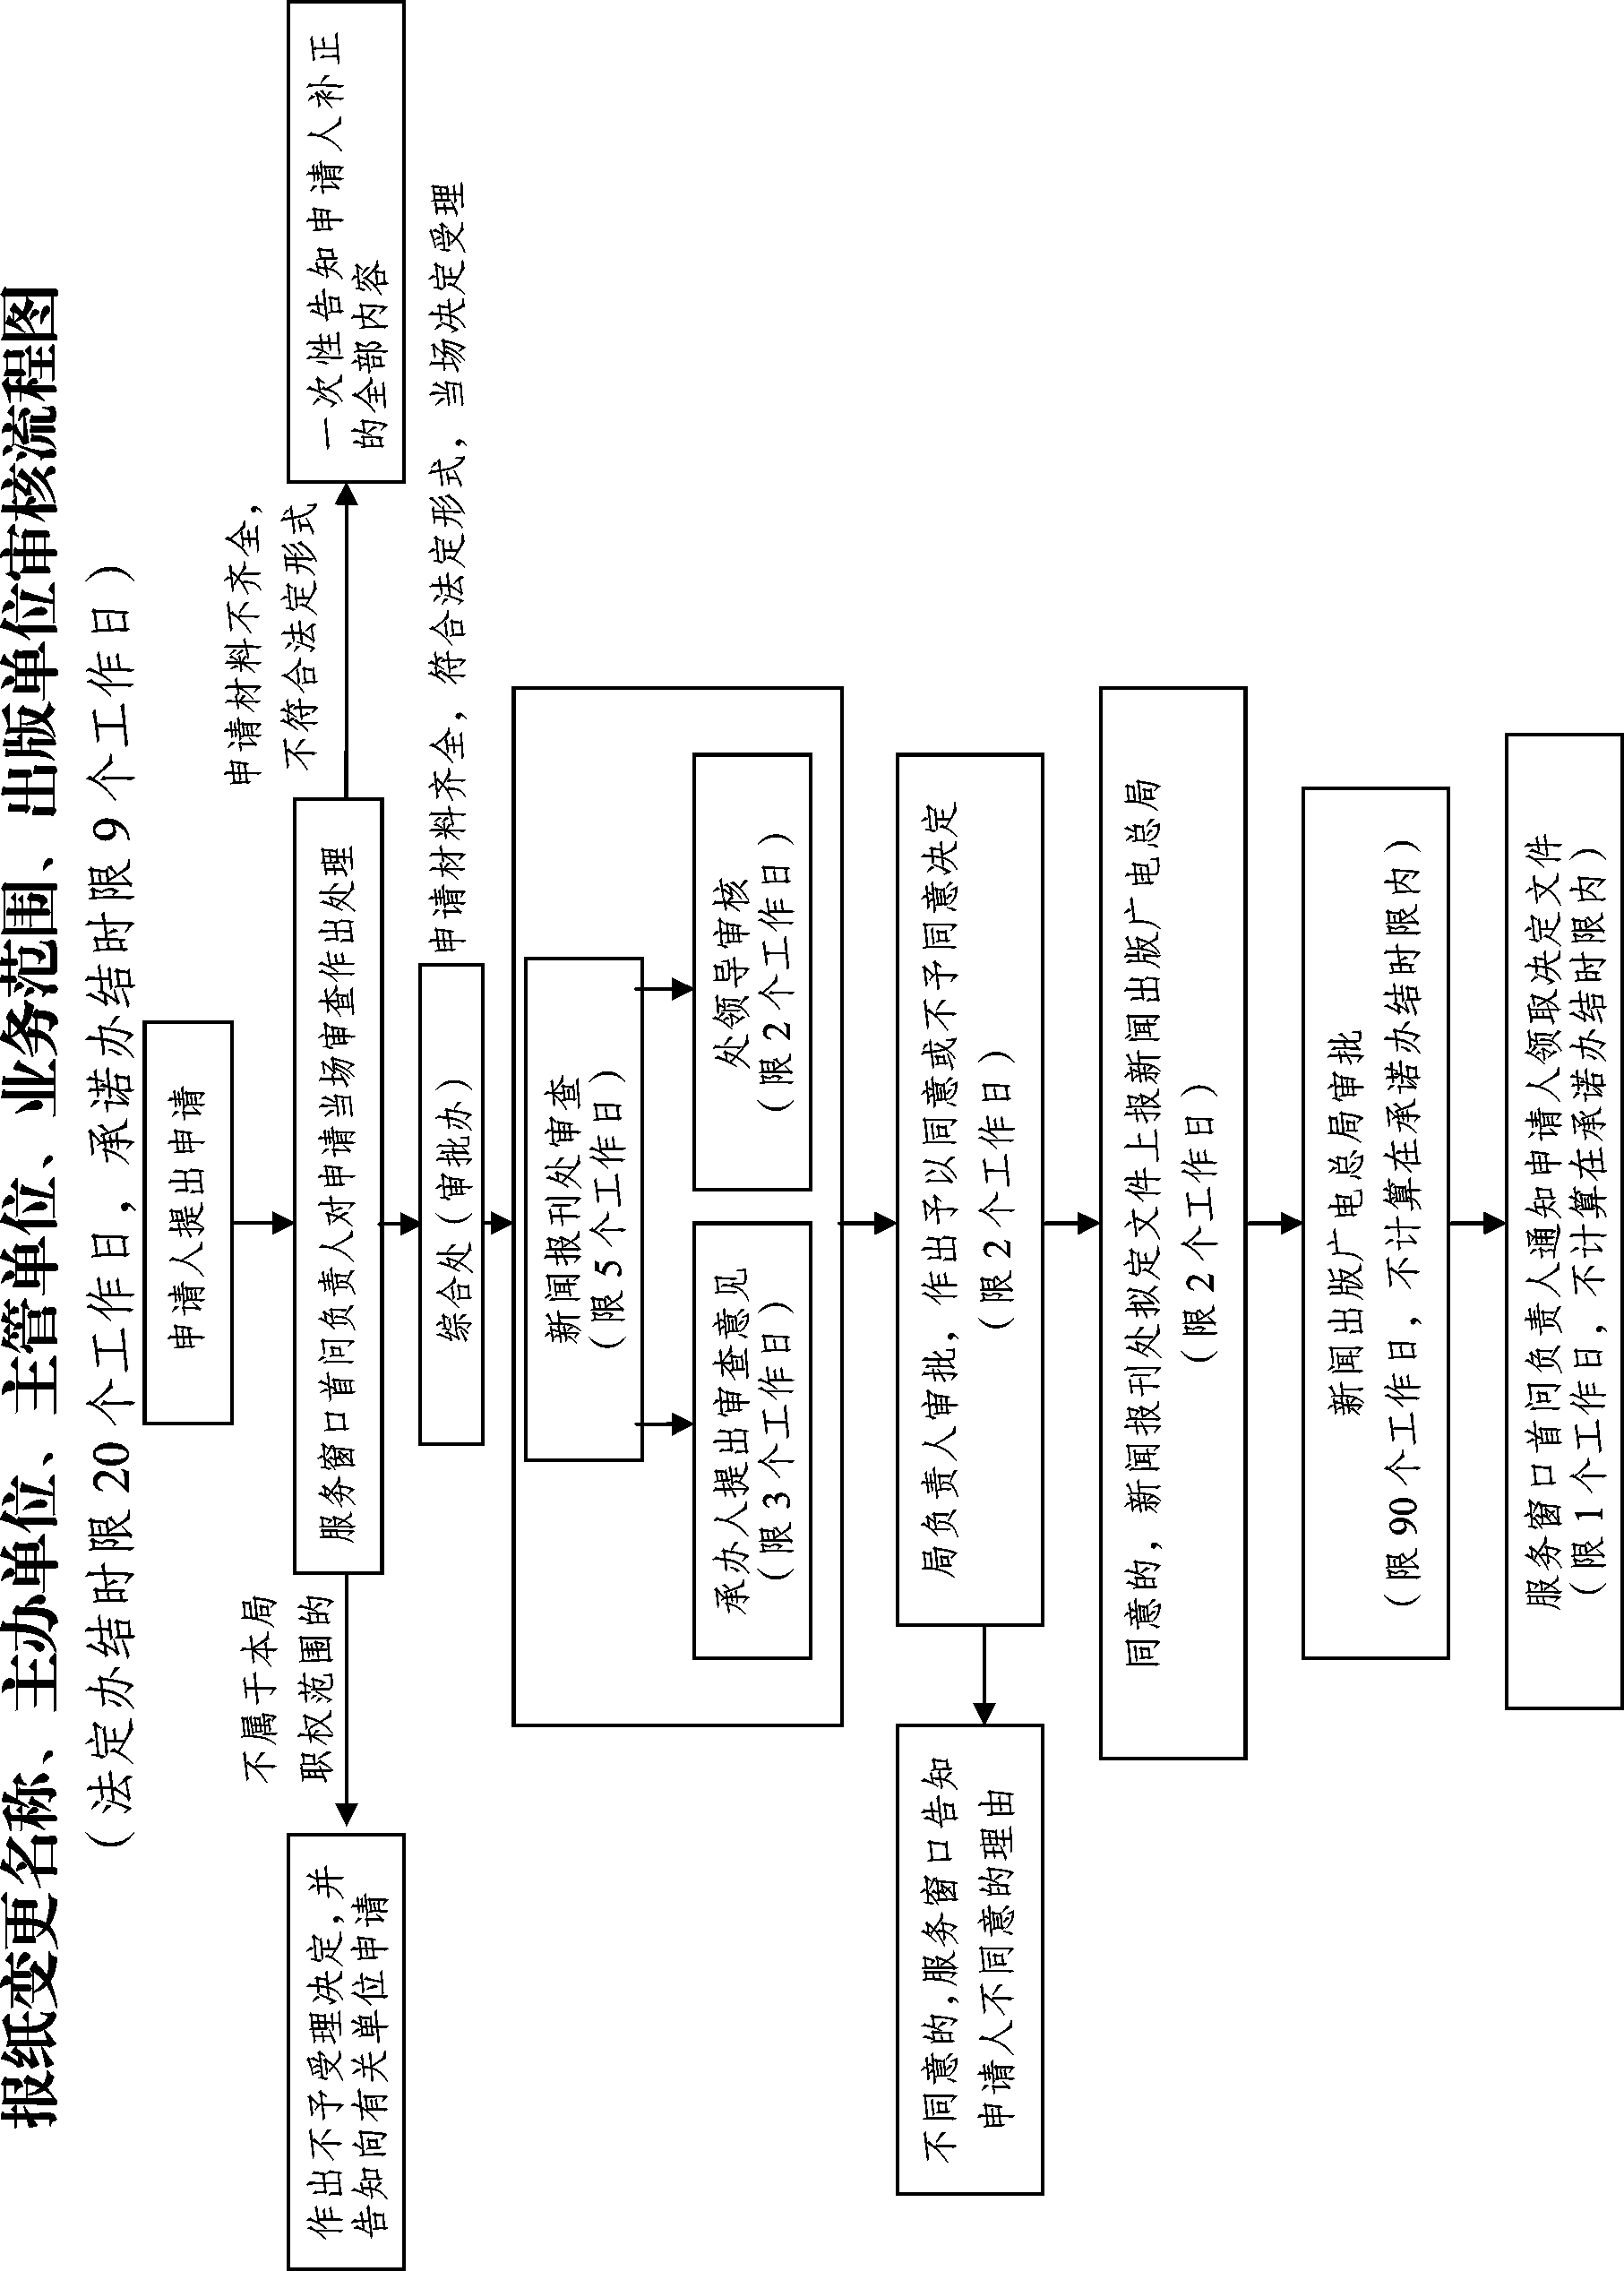 报纸变更名称、主办单位、主管单位、业务范围、出版单位审核流程图
（法定办结时限 20 个工作日，承诺办结时限 9 个工作日）
申请人提出申请
申请材料不齐全，
不符合法定形式
不属于本局
职权范围的
作出不予受理决定，并
告知向有关单位申请
服务窗口首问负责人对申请当场审查作出处理
一次性告知申请人补正
的全部内容
综合处（审批办）
申请材料齐全，符合法定形式，当场决定受理
新闻报刊处审查
（限 5 个工作日）
承办人提出审查意见
（限 3 个工作日）
处领导审核
（限 2 个工作日）
局负责人审批，作出予以同意或不予同意决定
（限 2 个工作日）
不同意的，服务窗口告知
申请人不同意的理由
同意的，新闻报刊处拟定文件上报新闻出版广电总局
（限 2 个工作日）
新闻出版广电总局审批
（限 90 个工作日，不计算在承诺办结时限内）
服务窗口首问负责人通知申请人领取决定文件
（限 1 个工作日，不计算在承诺办结时限内）